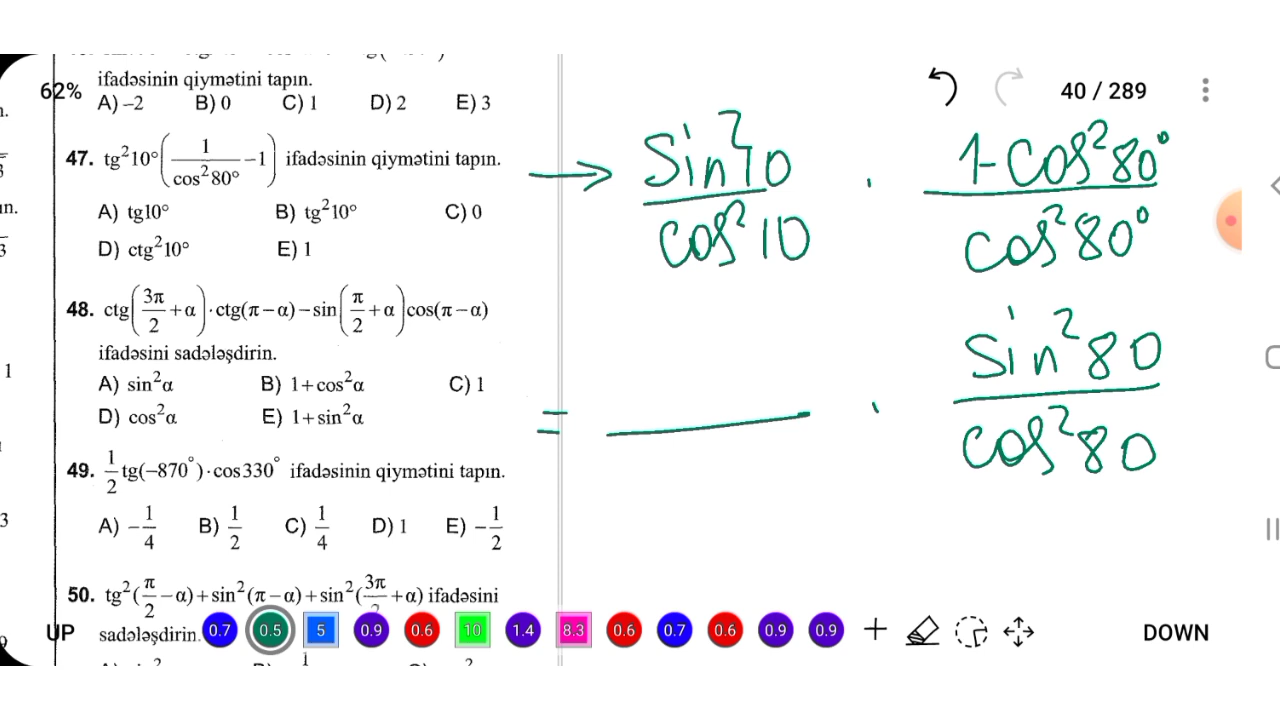 ifadəsinin qiymətini tapın.
62%
A) –2 B) 0 C) 1 D) 2 E) 3
40 / 289
47. tg²10°(1/cos²80° –1) ifadəsinin qiymətini tapın.
A) tg10° B) tg²10° C) 0
D) ctg²10° E) 1
48. ctg(3π/2 +α)·ctg(π–α)–sin(π/2 +α)cos(π–α)
ifadəsini sadələşdirin.
A) sin²α B) 1+cos²α C) 1
D) cos²α E) 1+sin²α
49. 1/2 tg(–870°)·cos330° ifadəsinin qiymətini tapın.
A) –1/4 B) 1/2 C) 1/4 D) 1 E) –1/2
50. tg²(π/2 –α)+sin²(π–α)+sin²(3π/2 +α) ifadəsini
sadələşdirin.
→ Sin²10/cos²10 · 1-cos²80°/cos²80°
= · Sin²80/cos²80
UP 0.7 0.5 5 0.9 0.6 10 1.4 8.3 0.6 0.7 0.6 0.9 0.9 + DOWN